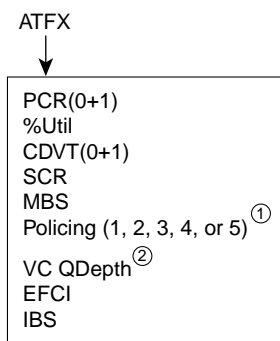 ATFX
PCR(0+1)
%Util
CDVT(0+1)
SCR
MBS
Policing (1, 2, 3, 4, or 5) ①
VC QDepth ②
EFCI
IBS